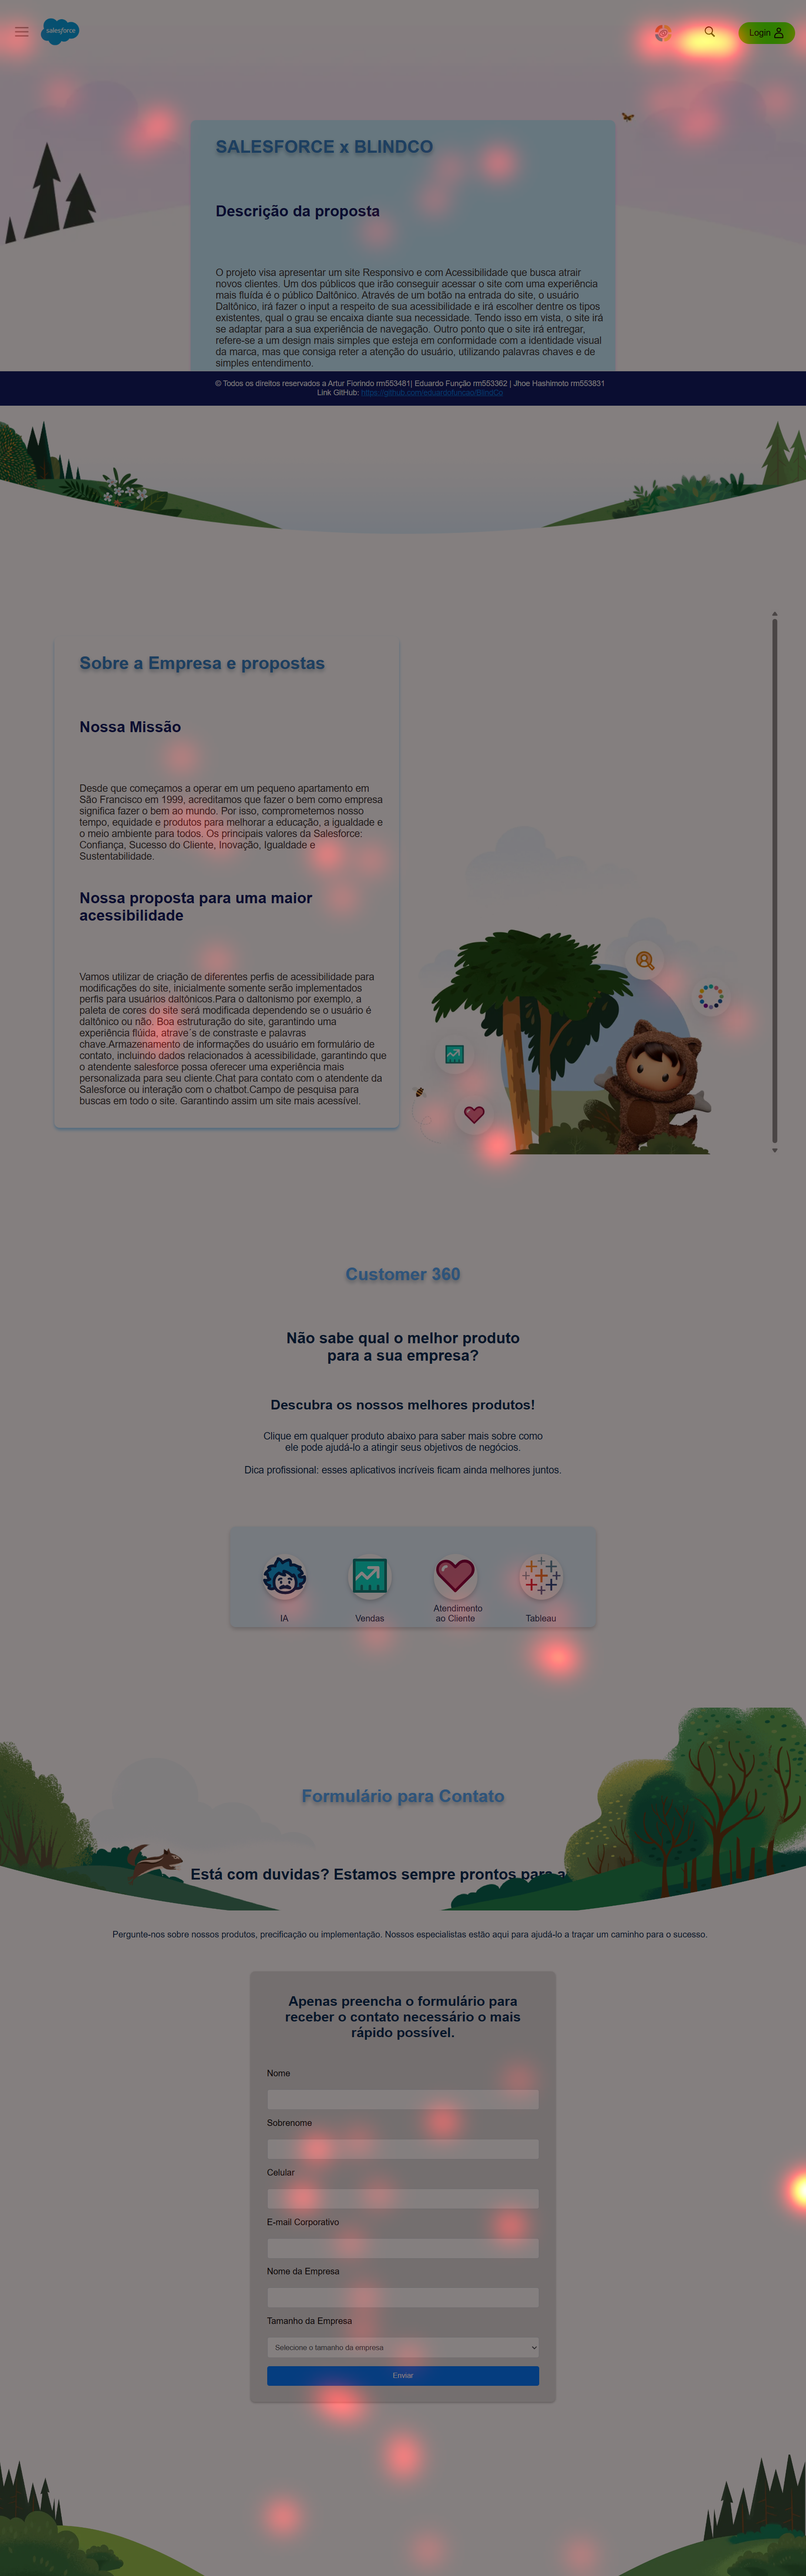 salesforce
Login
SALESFORCE x BLINDCO
Descrição da proposta
O projeto visa apresentar um site Responsivo e com Acessibilidade que busca atrair
novos clientes. Um dos públicos que irão conseguir acessar o site com uma experiência
mais fluída é o público Daltônico. Através de um botão na entrada do site, o usuário
Daltônico, irá fazer o input a respeito de sua acessibilidade e irá escolher dentre os tipos
existentes, qual o grau se encaixa diante sua necessidade. Tendo isso em vista, o site irá
se adaptar para a sua experiência de navegação. Outro ponto que o site irá entregar,
refere-se a um design mais simples que esteja em conformidade com a identidade visual
da marca, mas que consiga reter a atenção do usuário, utilizando palavras chaves e de
simples entendimento.
© Todos os direitos reservados a Artur Fiorindo rm553481| Eduardo Função rm553362 | Jhoe Hashimoto rm553831
Link GitHub: https://github.com/eduardofuncao/BlindCo
Sobre a Empresa e propostas
Nossa Missão
Desde que começamos a operar em um pequeno apartamento em
São Francisco em 1999, acreditamos que fazer o bem como empresa
significa fazer o bem ao mundo. Por isso, comprometemos nosso
tempo, equidade e produtos para melhorar a educação, a igualdade e
o meio ambiente para todos. Os principais valores da Salesforce:
Confiança, Sucesso do Cliente, Inovação, Igualdade e
Sustentabilidade.
Nossa proposta para uma maior
acessibilidade
Vamos utilizar de criação de diferentes perfis de acessibilidade para
modificações do site, inicialmente somente serão implementados
perfis para usuários daltônicos.Para o daltonismo por exemplo, a
paleta de cores do site será modificada dependendo se o usuário é
daltônico ou não. Boa estruturação do site, garantindo uma
experiência flúida, atrave´s de constraste e palavras
chave.Armazenamento de informações do usuário em formulário de
contato, incluindo dados relacionados à acessibilidade, garantindo que
o atendente salesforce possa oferecer uma experiência mais
personalizada para seu cliente.Chat para contato com o atendente da
Salesforce ou interação com o chatbot.Campo de pesquisa para
buscas em todo o site. Garantindo assim um site mais acessível.
Customer 360
Não sabe qual o melhor produto
para a sua empresa?
Descubra os nossos melhores produtos!
Clique em qualquer produto abaixo para saber mais sobre como
ele pode ajudá-lo a atingir seus objetivos de negócios.
Dica profissional: esses aplicativos incríveis ficam ainda melhores juntos.
IA
Vendas
Atendimento
ao Cliente
Tableau
Formulário para Contato
Está com duvidas? Estamos sempre prontos para a
Pergunte-nos sobre nossos produtos, precificação ou implementação. Nossos especialistas estão aqui para ajudá-lo a traçar um caminho para o sucesso.
Apenas preencha o formulário para
receber o contato necessário o mais
rápido possível.
Nome
Sobrenome
Celular
E-mail Corporativo
Nome da Empresa
Tamanho da Empresa
Selecione o tamanho da empresa
Enviar